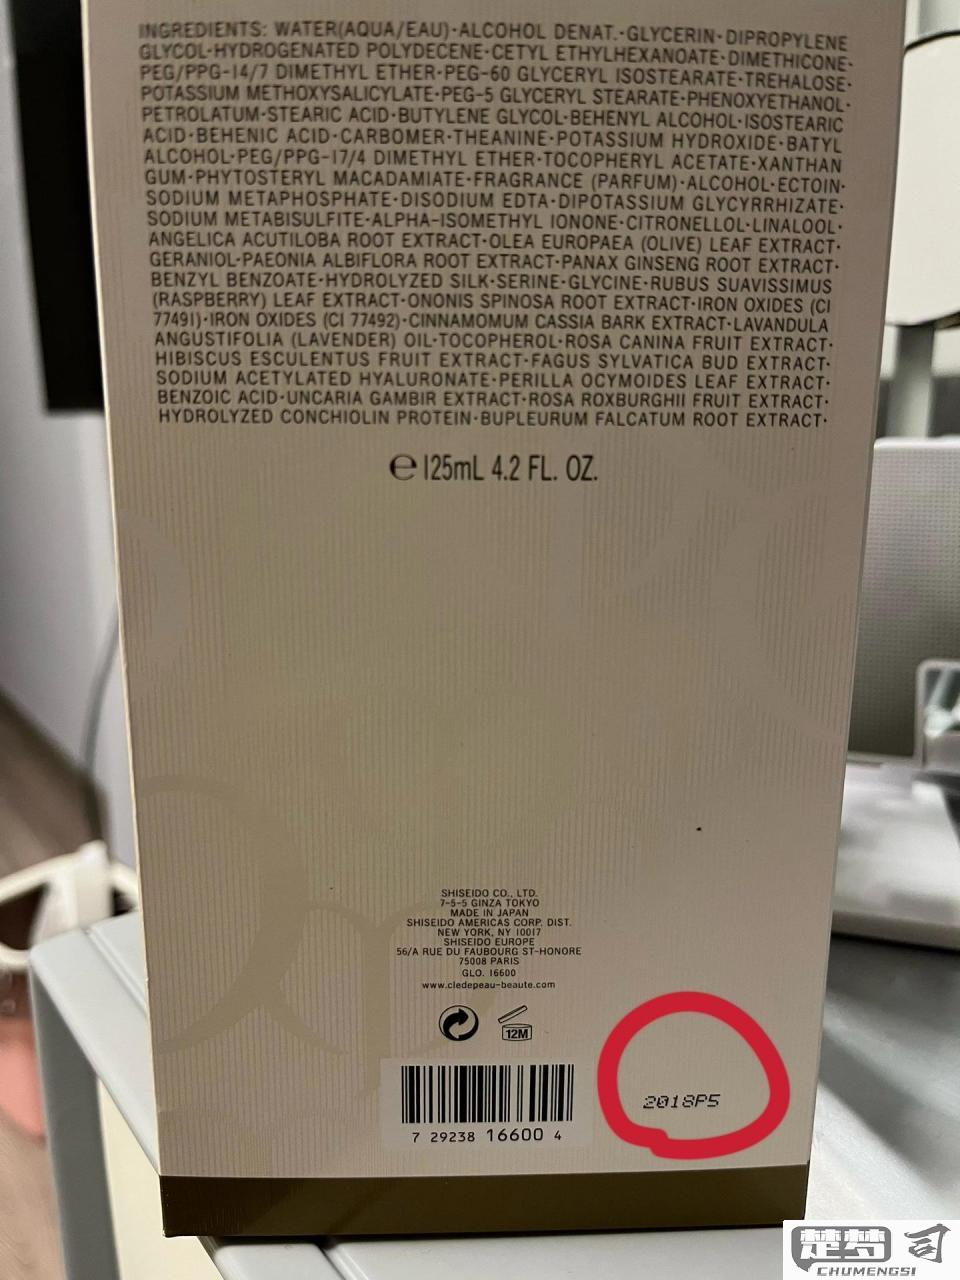 INGREDIENTS: WATER(AQUA/EAU)·ALCOHOL DENAT.·GLYCERIN·DIPROPYLENE
GLYCOL·HYDROGENATED POLYDECENE·CETYL ETHYLHEXANOATE·DIMETHICONE·
PEG/PPG-14/7 DIMETHYL ETHER·PEG-60 GLYCERYL ISOSTEARATE·TREHALOSE·
POTASSIUM METHOXYSALICYLATE·PEG-5 GLYCERYL STEARATE·PHENOXYETHANOL·
PETROLATUM·STEARIC ACID·BUTYLENE GLYCOL·BEHENYL ALCOHOL·ISOSTEARIC
ACID·BEHENIC ACID·CARBOMER·THEANINE·POTASSIUM HYDROXIDE·BATYL
ALCOHOL·PEG/PPG-17/4 DIMETHYL ETHER·TOCOPHERYL ACETATE·XANTHAN
GUM·PHYTOSTERYL MACADAMIATE·FRAGRANCE (PARFUM)·ALCOHOL·ECTOIN·
SODIUM METAPHOSPHATE·DISODIUM EDTA·DIPOTASSIUM GLYCYRRHIZATE·
SODIUM METABISULFITE·ALPHA-ISOMETHYL IONONE·CITRONELLOL·LINALOOL·
ANGELICA ACUTILOBA ROOT EXTRACT·OLEA EUROPAEA (OLIVE) LEAF EXTRACT·
GERANIOL·PAEONIA ALBIFLORA ROOT EXTRACT·PANAX GINSENG ROOT EXTRACT·
BENZYL BENZOATE·HYDROLYZED SILK·SERINE·GLYCINE·RUBUS SUAVISSIMUS
(RASPBERRY) LEAF EXTRACT·ONONIS SPINOSA ROOT EXTRACT·IRON OXIDES (CI
77491)·IRON OXIDES (CI 77492)·CINNAMOMUM CASSIA BARK EXTRACT·LAVANDULA
ANGUSTIFOLIA (LAVENDER) OIL·TOCOPHEROL·ROSA CANINA FRUIT EXTRACT·
HIBISCUS ESCULENTUS FRUIT EXTRACT·FAGUS SYLVATICA BUD EXTRACT·
SODIUM ACETYLATED HYALURONATE·PERILLA OCYMOIDES LEAF EXTRACT·
BENZOIC ACID·UNCARIA GAMBIR EXTRACT·ROSA ROXBURGHII FRUIT EXTRACT·
HYDROLYZED CONCHIOLIN PROTEIN·BUPLEURUM FALCATUM ROOT EXTRACT·
℮ 125mL 4.2 FL. OZ.
SHISEIDO CO., LTD.
7-5-5 GINZA TOKYO
MADE IN JAPAN
SHISEIDO AMERICAS CORP. DIST.
NEW YORK, NY 10017
SHISEIDO EUROPE
56/A RUE DU FAUBOURG ST-HONORE
75008 PARIS
GLO. 16600
www.cledepeau-beaute.com
12M
2018P5
7 29238 16600 4
楚梦司
CHUMENGSI